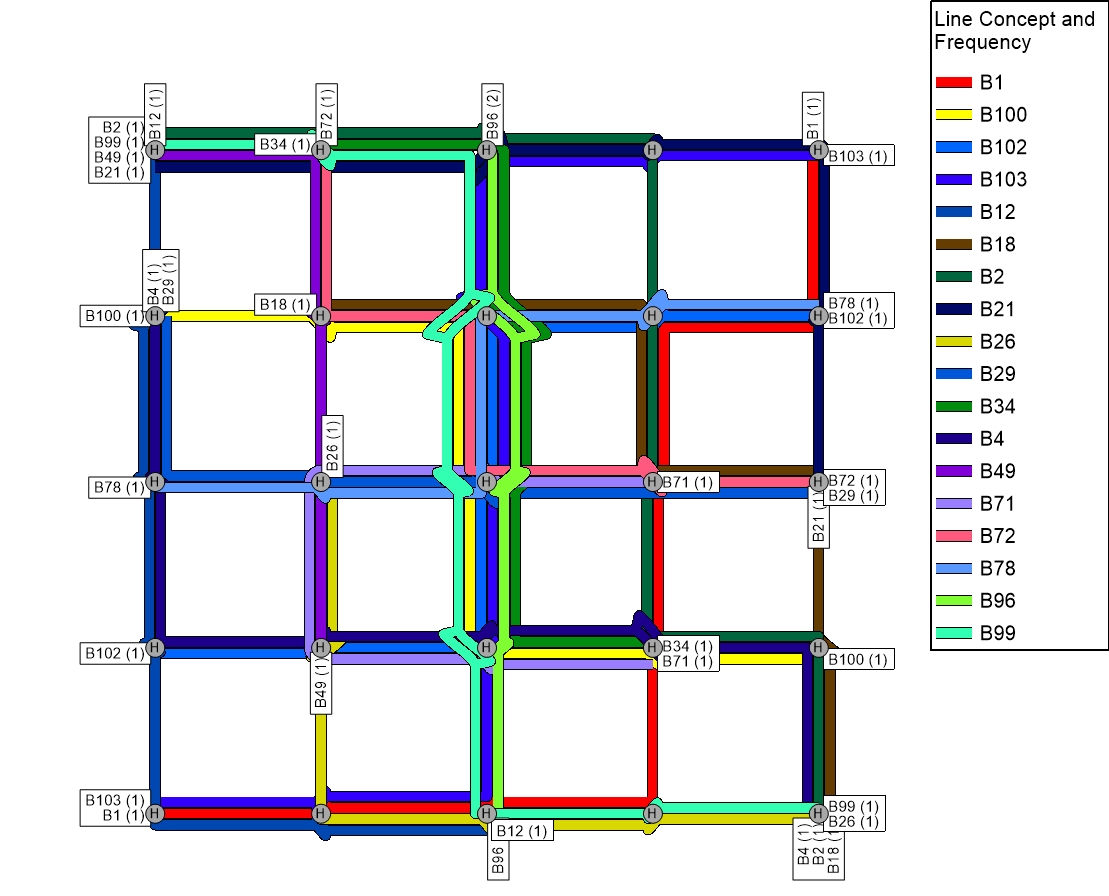 Line Concept and
Frequency
B1
B100
B102
B103
B12
B18
B2
B21
B26
B29
B34
B4
B49
B71
B72
B78
B96
B99
B12 (1)
B72 (1)
B96 (2)
B1 (1)
B2 (1)
B99 (1)
B49 (1)
B21 (1)
B34 (1)
B103 (1)
H
H
H
H
H
B4 (1)
B29 (1)
B100 (1)
B18 (1)
B78 (1)
B102 (1)
H
H
H
H
H
B26 (1)
B78 (1)
B71 (1)
B72 (1)
B29 (1)
H
H
H
H
H
B21 (1)
B102 (1)
B34 (1)
B71 (1)
B100 (1)
H
H
H
H
H
B49 (1)
B103 (1)
B1 (1)
B12 (1)
B99 (1)
B26 (1)
H
H
H
H
H
B96
B4 (1)
B2 (1)
B18 (1)